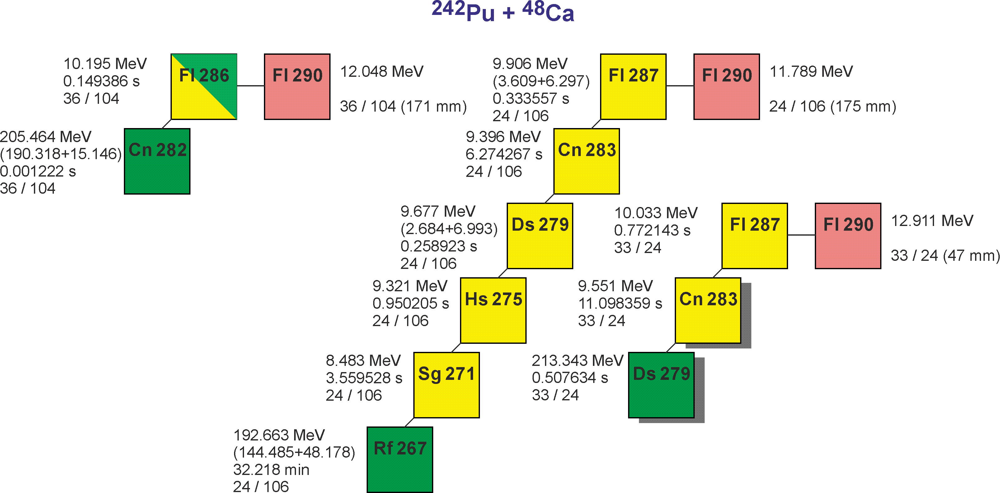 ²⁴²Pu + ⁴⁸Ca
10.195 MeV
0.149386 s
36 / 104
Fl 286
Fl 290
12.048 MeV
36 / 104 (171 mm)
205.464 MeV
(190.318+15.146)
0.001222 s
36 / 104
Cn 282
9.906 MeV
(3.609+6.297)
0.333557 s
24 / 106
Fl 287
Fl 290
11.789 MeV
24 / 106 (175 mm)
9.396 MeV
6.274267 s
24 / 106
Cn 283
9.677 MeV
(2.684+6.993)
0.258923 s
24 / 106
Ds 279
9.321 MeV
0.950205 s
24 / 106
Hs 275
8.483 MeV
3.559528 s
24 / 106
Sg 271
192.663 MeV
(144.485+48.178)
32.218 min
24 / 106
Rf 267
10.033 MeV
0.772143 s
33 / 24
Fl 287
Fl 290
12.911 MeV
33 / 24 (47 mm)
9.551 MeV
11.098359 s
33 / 24
Cn 283
213.343 MeV
0.507634 s
33 / 24
Ds 279